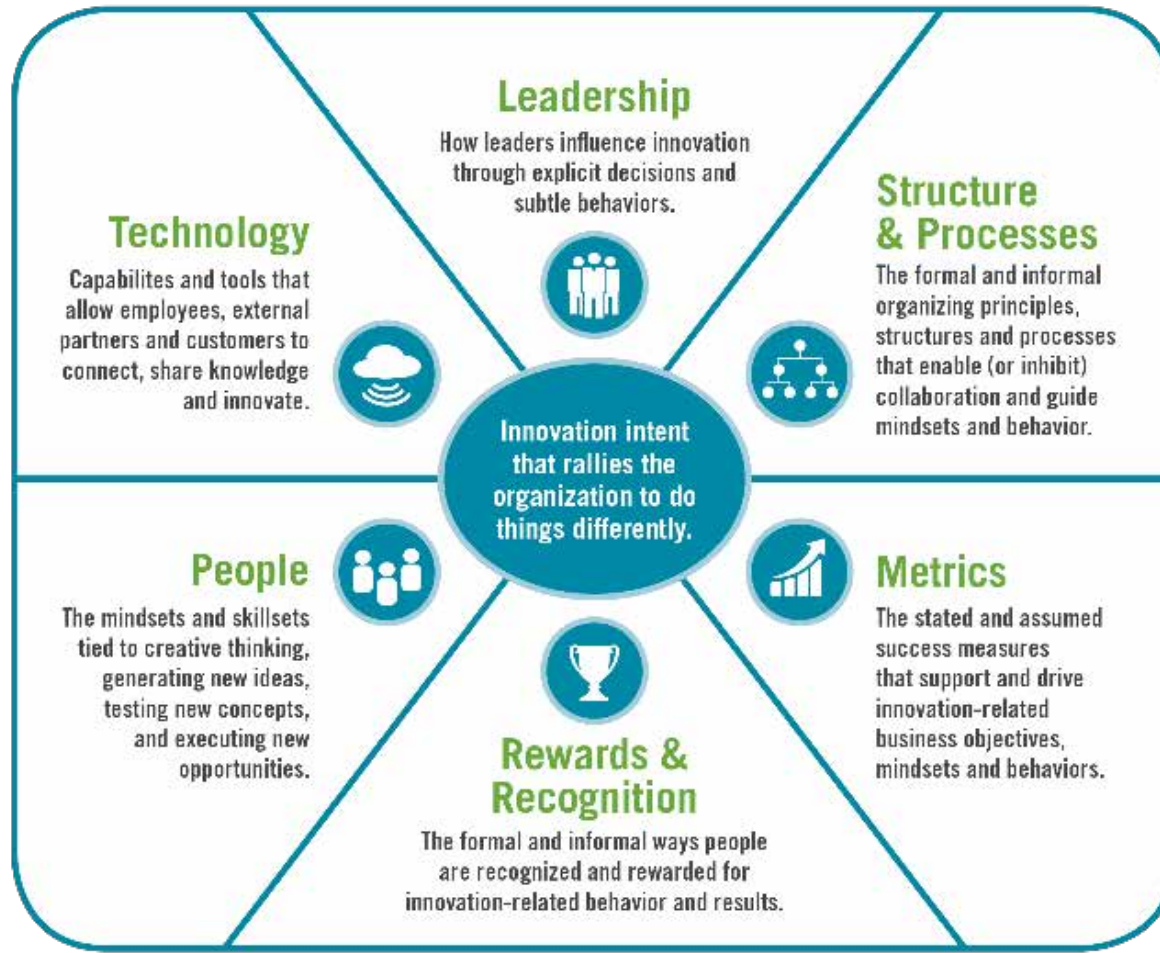 Leadership
How leaders influence innovation
through explicit decisions and
subtle behaviors.
Structure
& Processes
The formal and informal
organizing principles,
structures and processes
that enable (or inhibit)
collaboration and guide
mindsets and behavior.
Technology
Capabilites and tools that
allow employees, external
partners and customers to
connect, share knowledge
and innovate.
Innovation intent
that rallies the
organization to do
things differently.
People
The mindsets and skillsets
tied to creative thinking,
generating new ideas,
testing new concepts,
and executing new
opportunities.
Metrics
The stated and assumed
success measures
that support and drive
innovation-related
business objectives,
mindsets and behaviors.
Rewards &
Recognition
The formal and informal ways people
are recognized and rewarded for
innovation-related behavior and results.